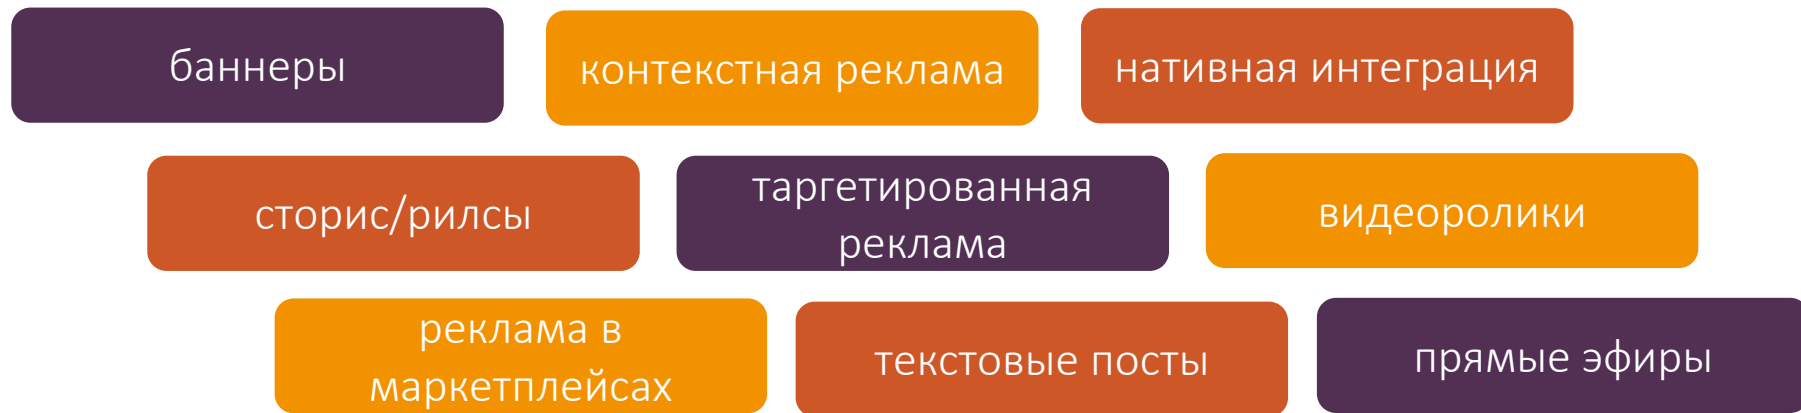 баннеры
контекстная реклама
нативная интеграция
сторис/рилсы
таргетированная
реклама
видеоролики
реклама в
маркетплейсах
текстовые посты
прямые эфиры